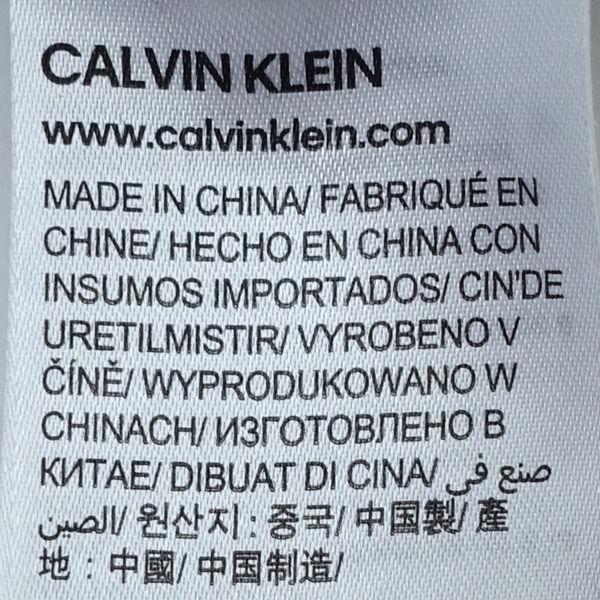 CALVIN KLEIN
www.calvinklein.com
MADE IN CHINA/ FABRIQUÉ EN
CHINE/ HECHO EN CHINA CON
INSUMOS IMPORTADOS/ CIN'DE
URETILMISTIR/ VYROBENO V
ČÍNĚ/ WYPRODUKOWANO W
CHINACH/ ИЗГОТОВЛЕНО В
КИТАЕ/ DIBUAT DI CINA/ صنع في
الصين/ 원산지 : 중국/ 中国製/ 產
地 : 中國/ 中国制造/